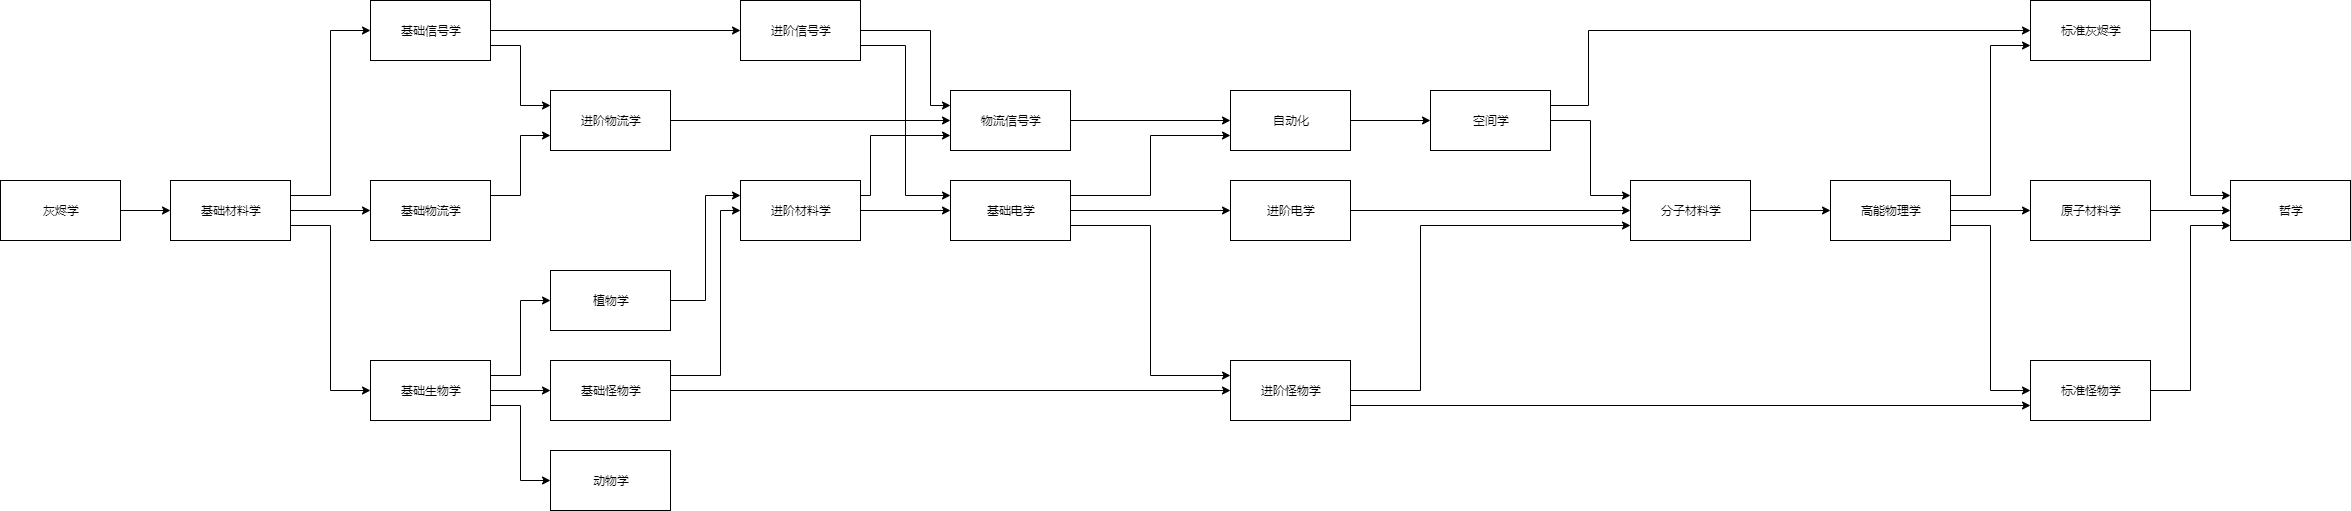 基础信号学
进阶信号学
标准灰烬学
进阶物流学
物流信号学
自动化
空间学
灰烬学
基础材料学
基础物流学
进阶材料学
基础电学
进阶电学
分子材料学
高能物理学
原子材料学
哲学
植物学
基础生物学
基础怪物学
进阶怪物学
标准怪物学
动物学